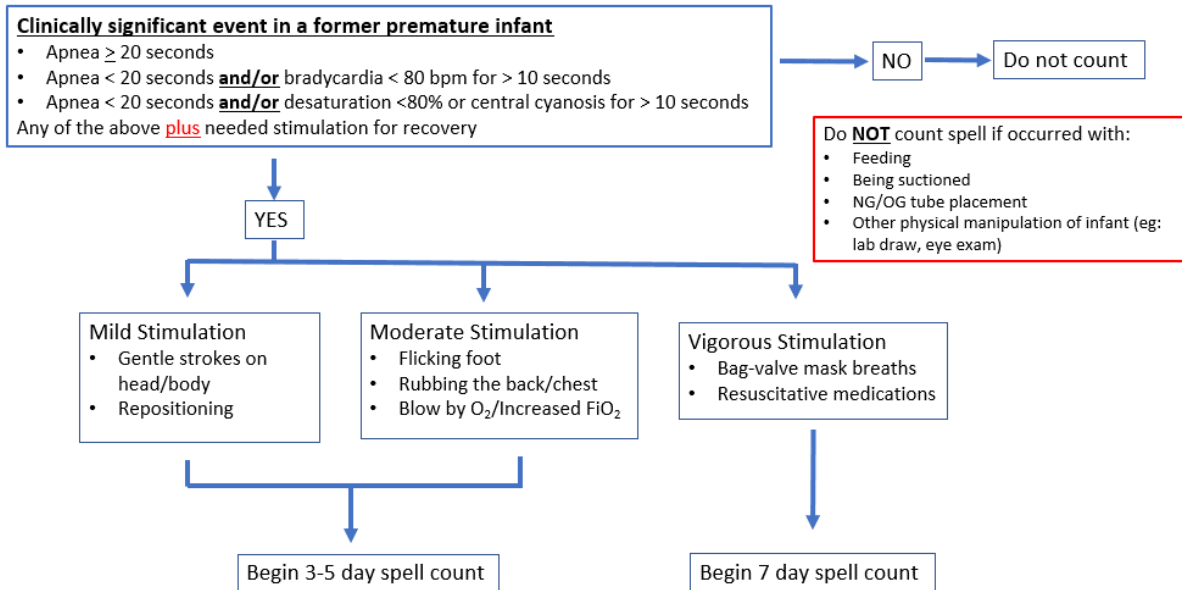 Clinically significant event in a former premature infant
• Apnea ≥ 20 seconds
• Apnea < 20 seconds and/or bradycardia < 80 bpm for > 10 seconds
• Apnea < 20 seconds and/or desaturation <80% or central cyanosis for > 10 seconds
Any of the above plus needed stimulation for recovery
NO
Do not count
Do NOT count spell if occurred with:
• Feeding
• Being suctioned
• NG/OG tube placement
• Other physical manipulation of infant (eg:
lab draw, eye exam)
YES
Mild Stimulation
• Gentle strokes on
head/body
• Repositioning
Moderate Stimulation
• Flicking foot
• Rubbing the back/chest
• Blow by O₂/Increased FiO₂
Vigorous Stimulation
• Bag-valve mask breaths
• Resuscitative medications
Begin 3-5 day spell count
Begin 7 day spell count